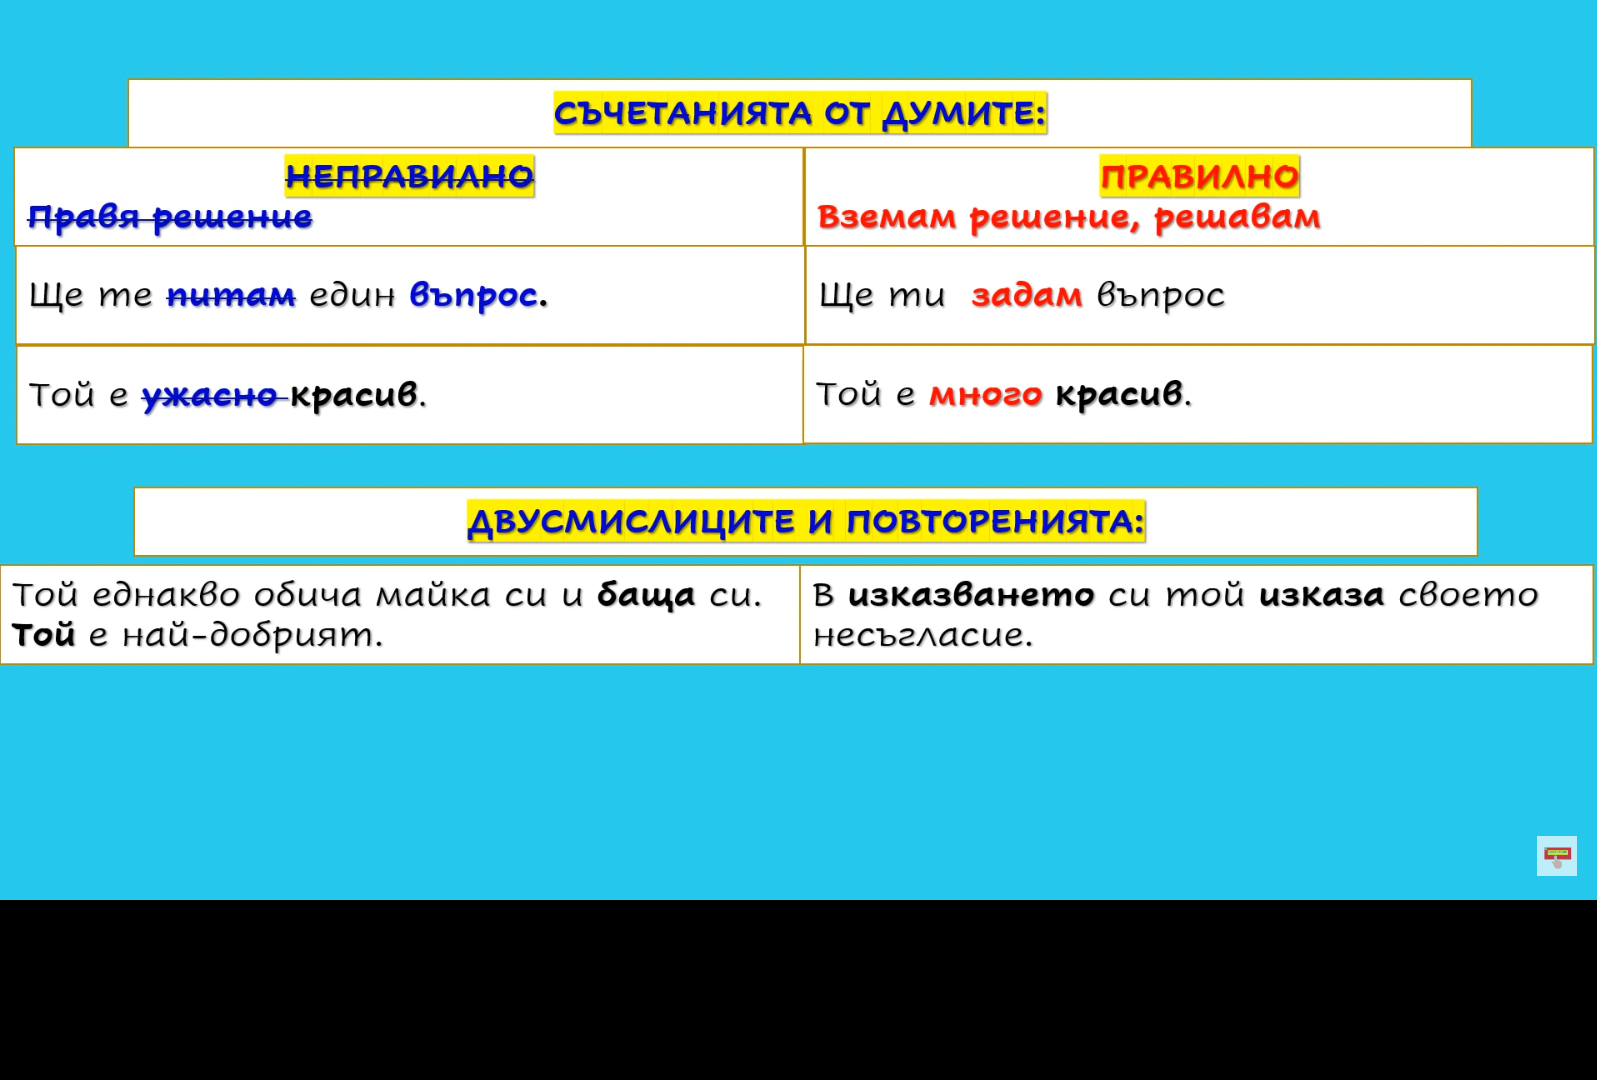 СЪЧЕТАНИЯТА ОТ ДУМИТЕ:
НЕПРАВИЛНО
Правя решение
ПРАВИЛНО
Вземам решение, решавам
Ще те питам един въпрос.
Ще ти задам въпрос
Той е ужасно красив.
Той е много красив.
ДВУСМИСЛИЦИТЕ И ПОВТОРЕНИЯТА:
Той еднакво обича майка си и баща си.
Той е най-добрият.
В изказването си той изказа своето
несъгласие.